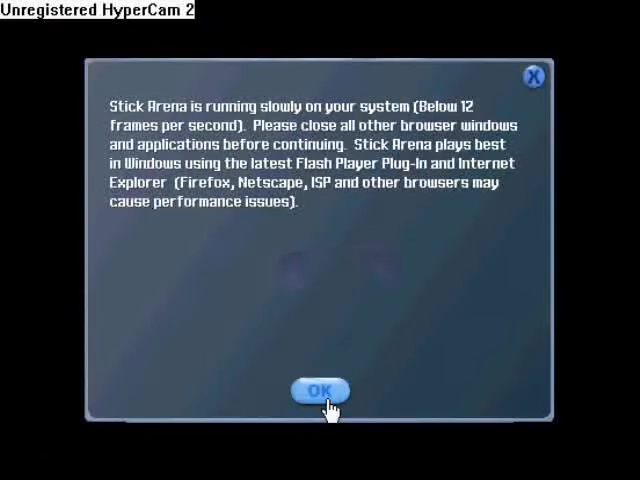 Unregistered HyperCam 2
X
Stick Arena is running slowly on your system (Below 12
frames per second).  Please close all other browser windows
and applications before continuing.  Stick Arena plays best
in Windows using the latest Flash Player Plug-In and Internet
Explorer  (Firefox, Netscape, ISP and other browsers may
cause performance issues).
OK